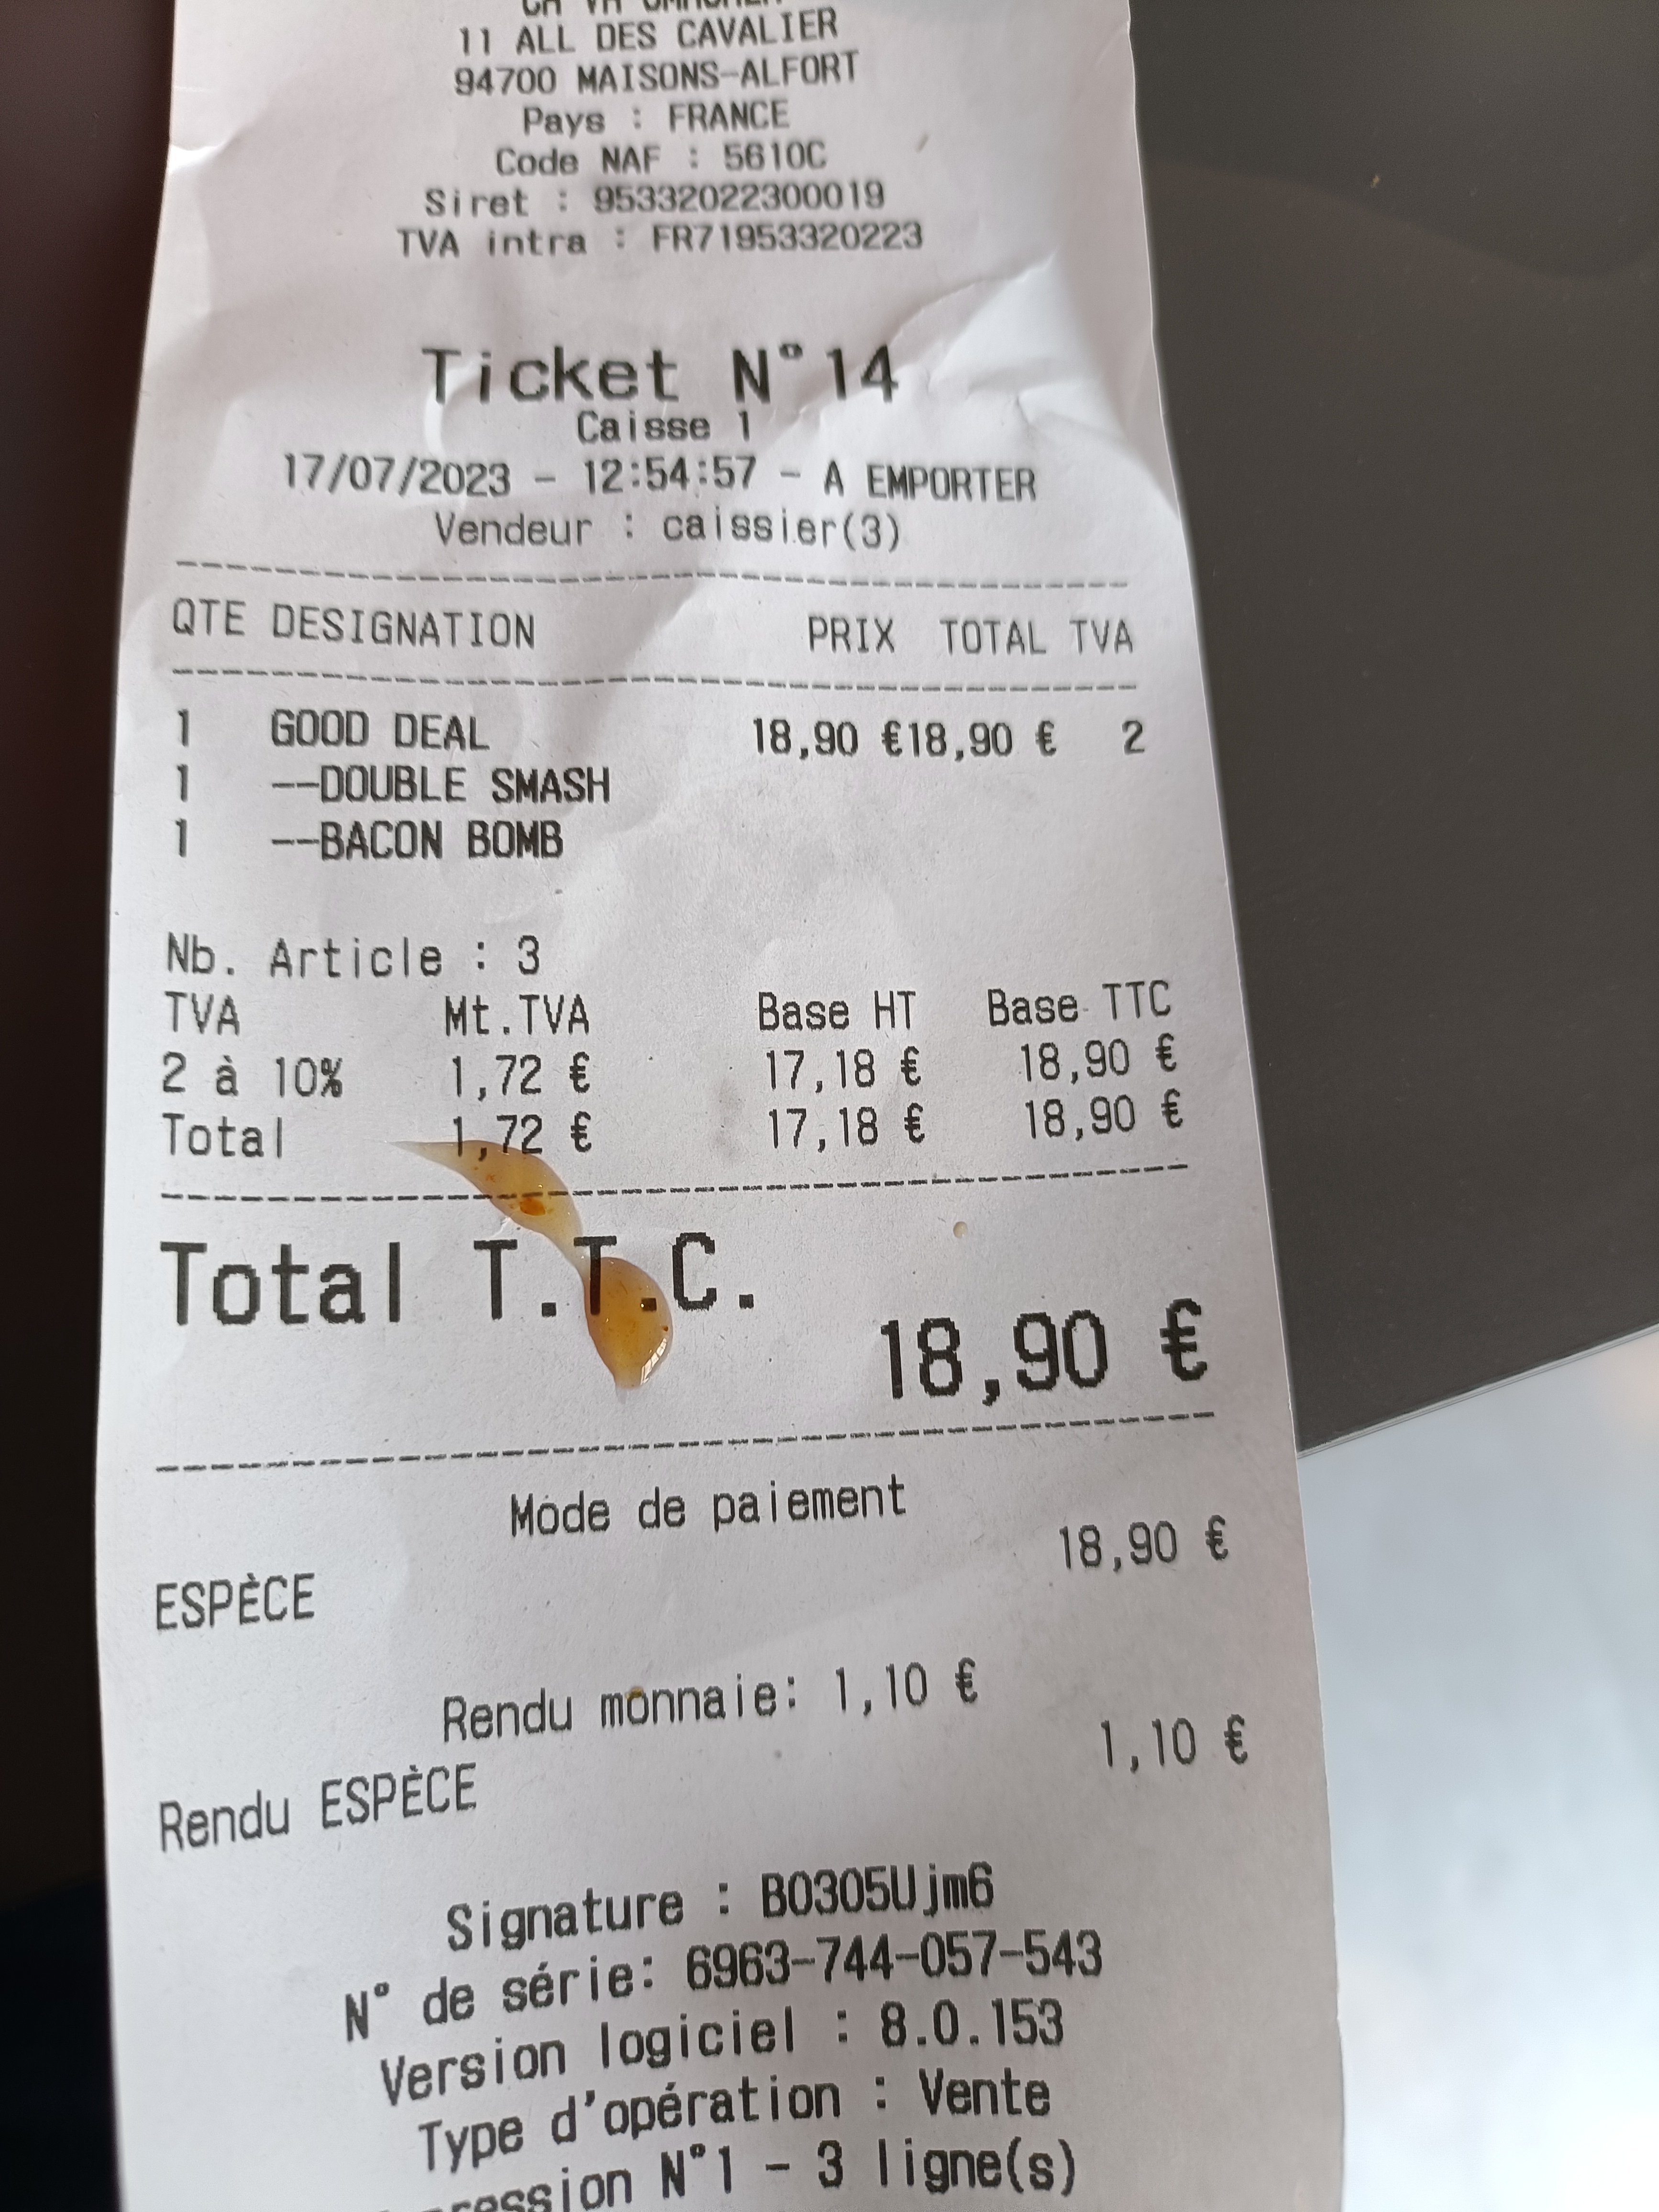 11 ALL DES CAVALIER
94700 MAISONS-ALFORT
Pays : FRANCE
Code NAF : 5610C
Siret : 95332022300019
TVA intra : FR71953320223
Ticket N°14
Caisse 1
17/07/2023 - 12:54:57 - A EMPORTER
Vendeur : caissier(3)
QTE DESIGNATION PRIX TOTAL TVA
1 GOOD DEAL 18,90 €18,90 € 2
1 --DOUBLE SMASH
1 --BACON BOMB
Nb. Article : 3
TVA Mt.TVA Base HT Base TTC
2 à 10% 1,72 € 17,18 € 18,90 €
Total 1,72 € 17,18 € 18,90 €
Total T.T.C.
18,90 €
Mode de paiement
18,90 €
ESPÈCE
Rendu monnaie: 1,10 €
1,10 €
Rendu ESPÈCE
Signature : B0305Ujm6
N° de série: 6963-744-057-543
Version logiciel : 8.0.153
Type d'opération : Vente
N°1 - 3 ligne(s)